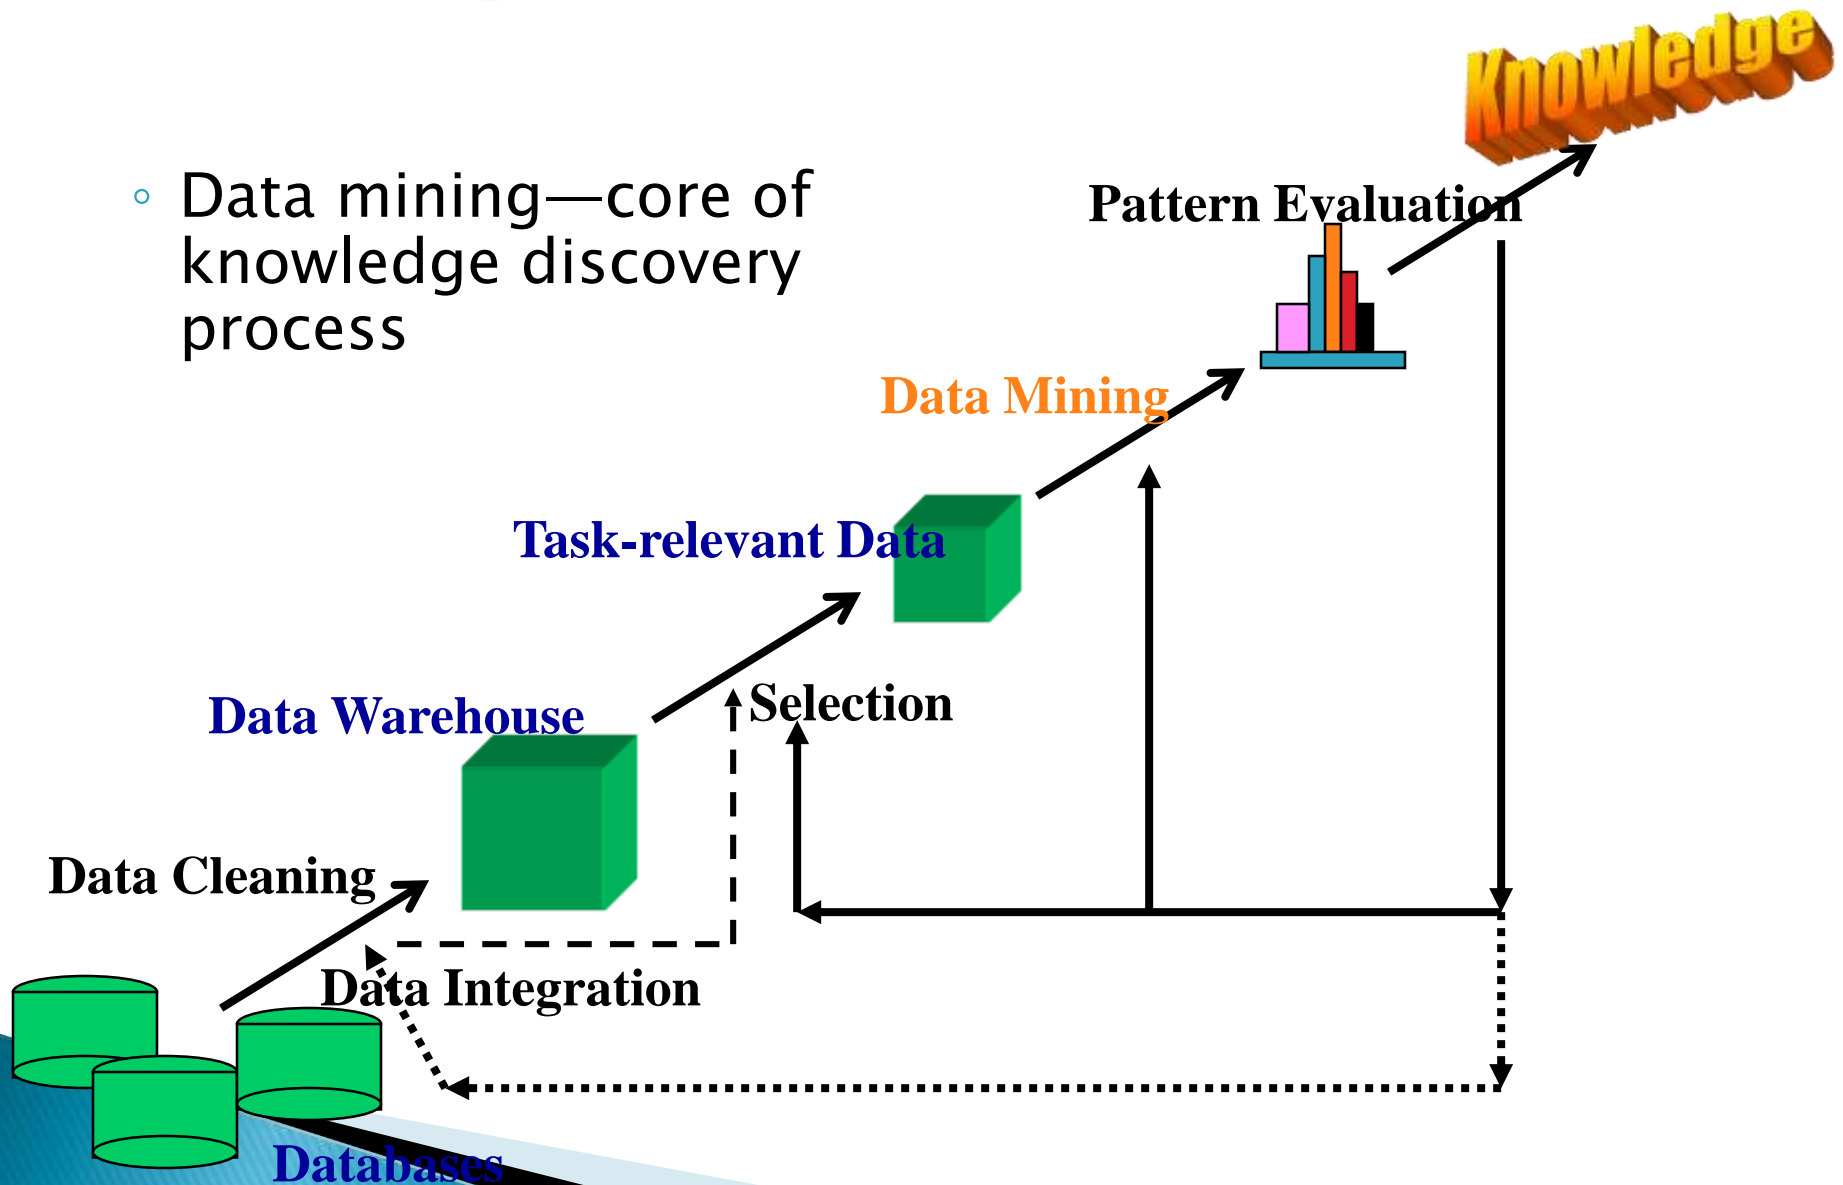 Knowledge
◦ Data mining—core of
knowledge discovery
process
Pattern Evaluation
Data Mining
Task-relevant Data
Selection
Data Warehouse
Data Cleaning
Data Integration
Databases